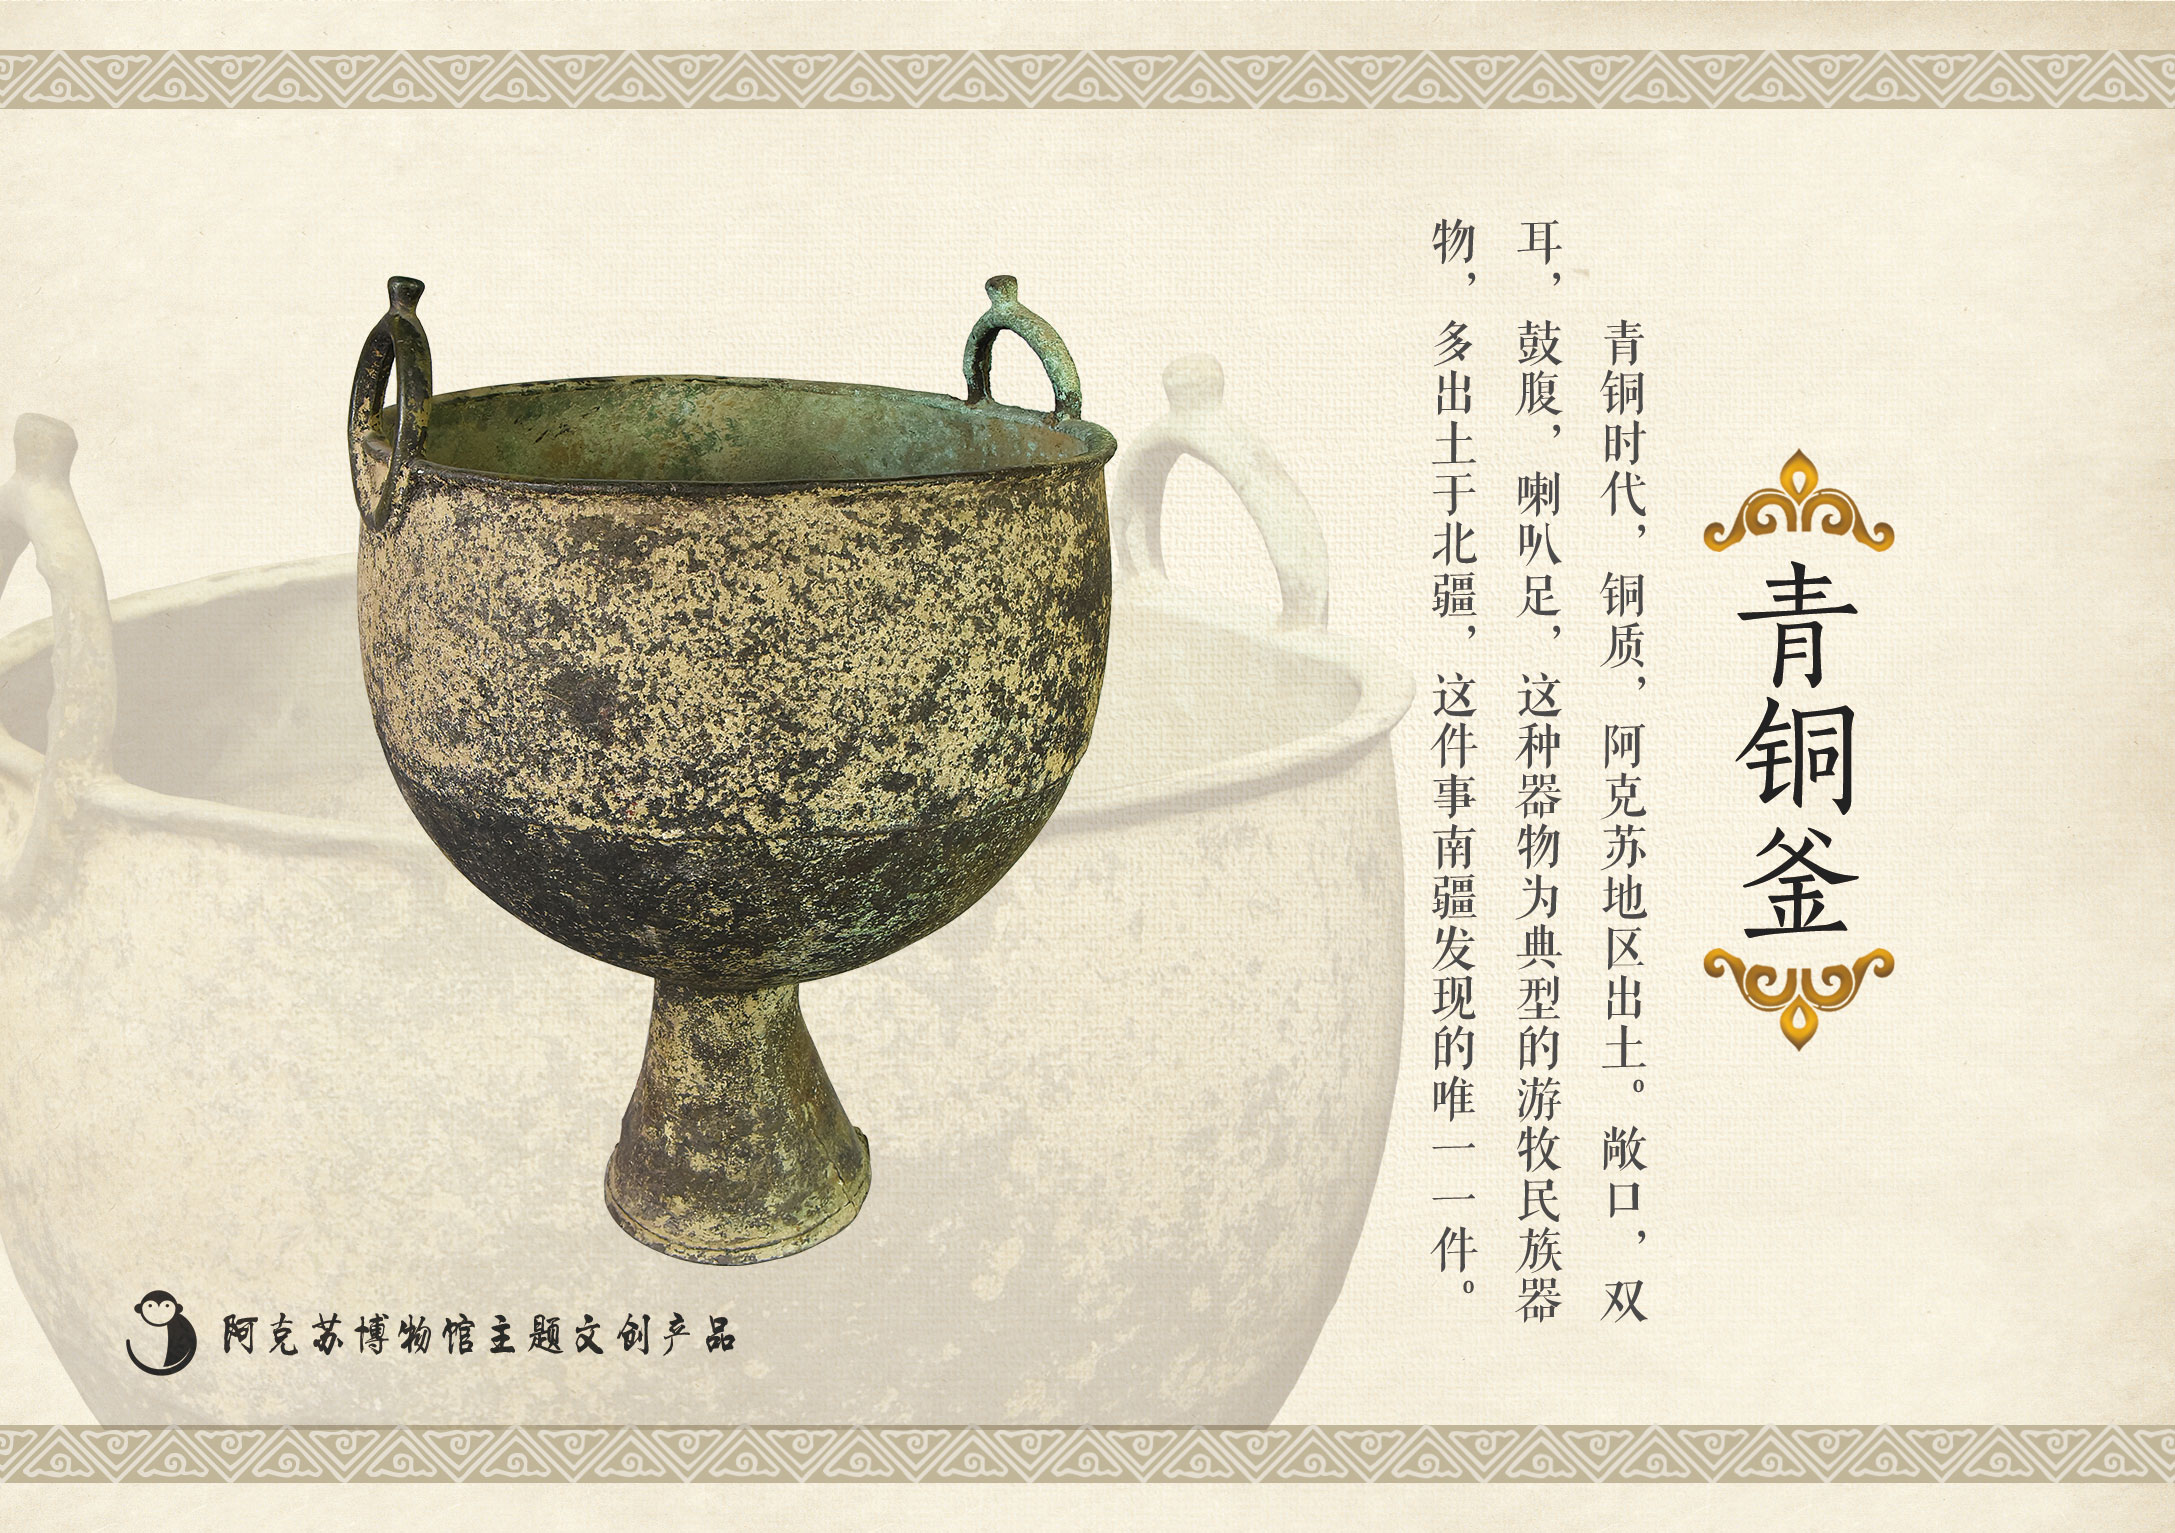 青铜釜
青铜时代，铜质，阿克苏地区出土。敞口，双
耳，鼓腹，喇叭足，这种器物为典型的游牧民族器
物，多出土于北疆，这件事南疆发现的唯一一件。
阿克苏博物馆主题文创产品